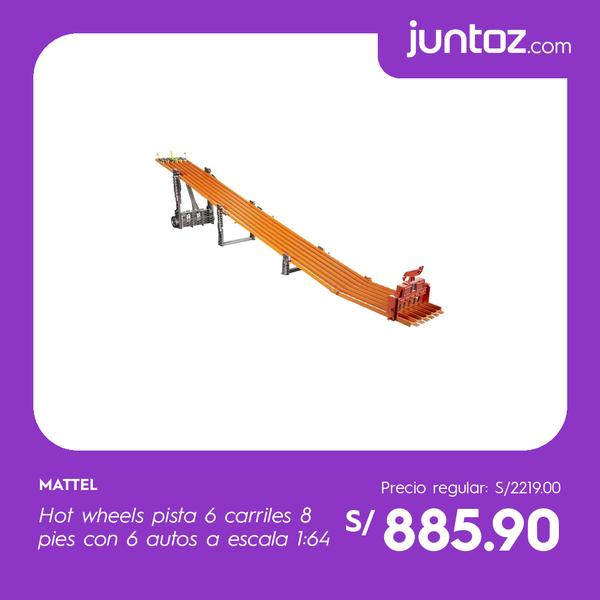 juntoz.com
MATTEL
Hot wheels pista 6 carriles 8
pies con 6 autos a escala 1:64
Precio regular: S/2219.00
S/ 885.90